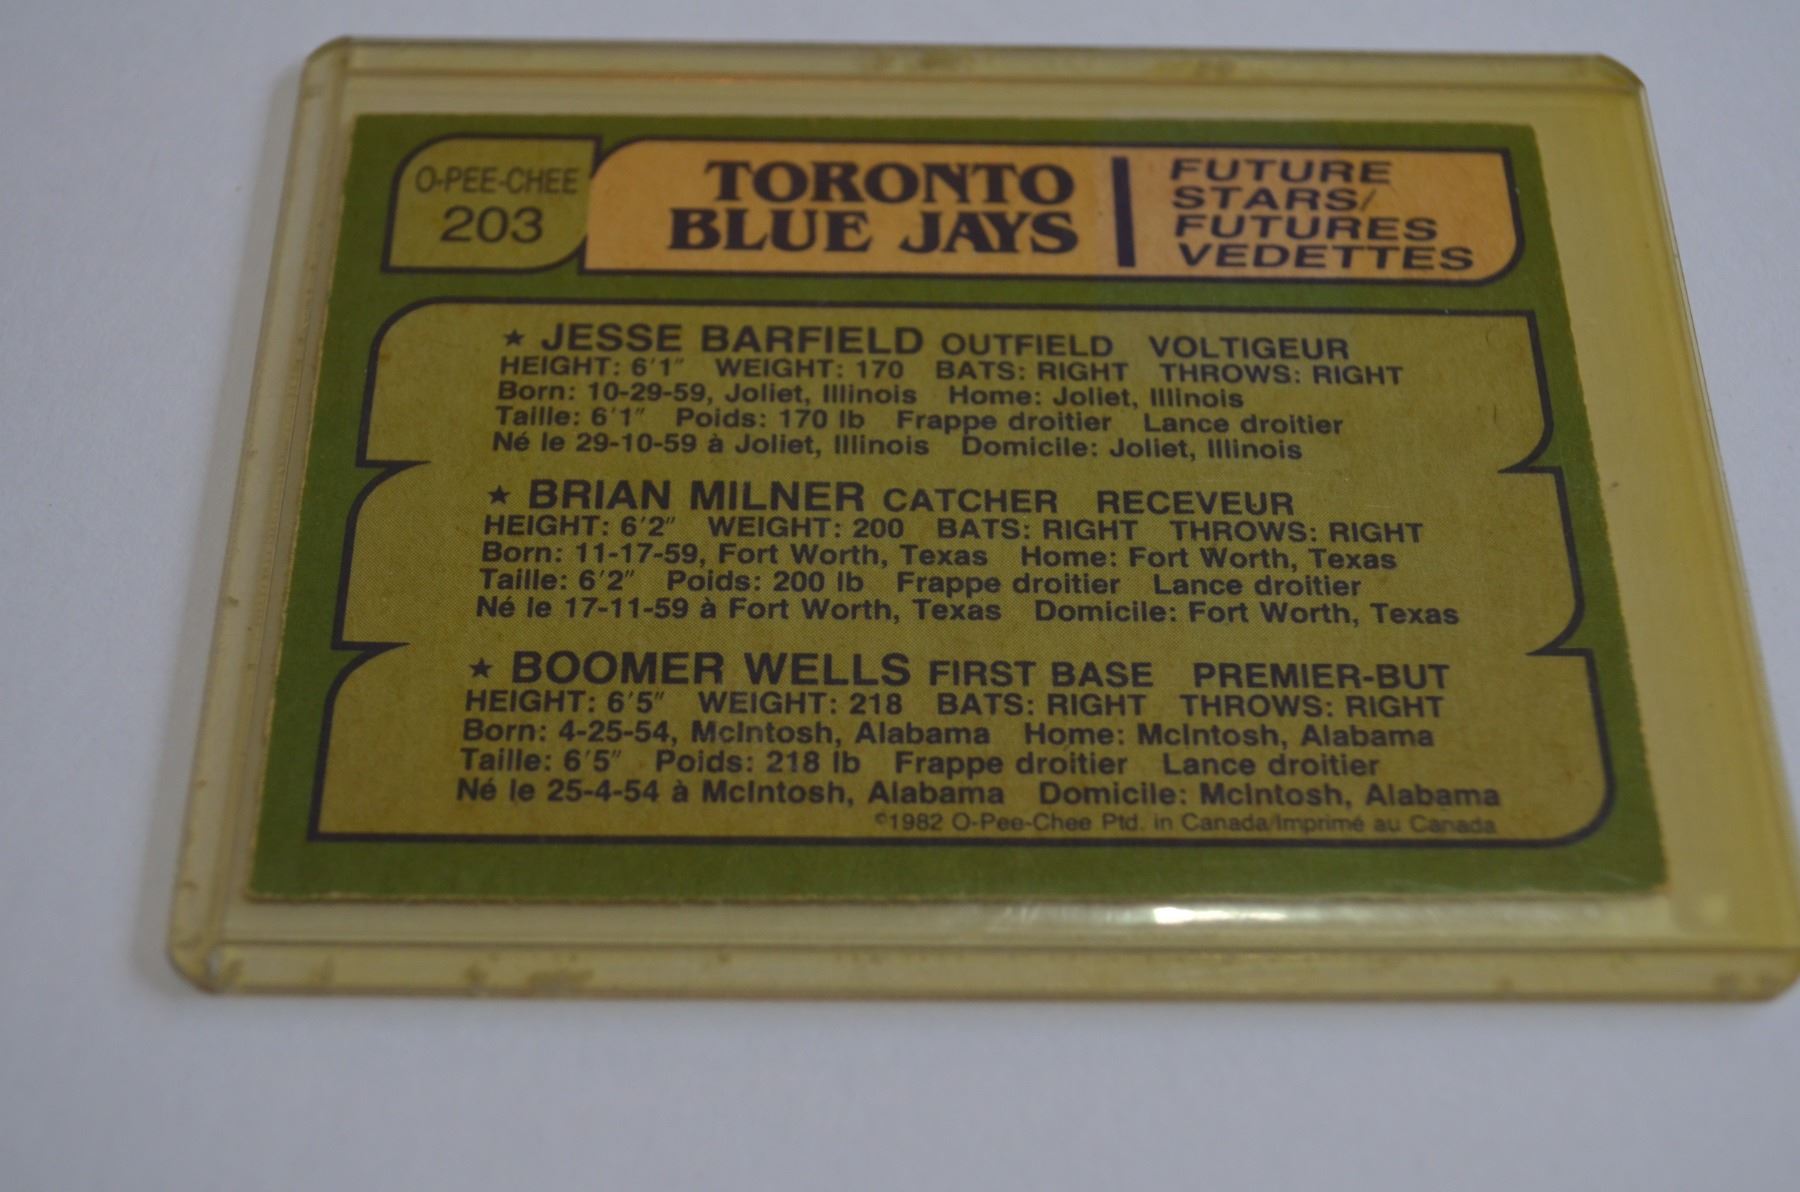 O-PEE-CHEE
203
TORONTO
BLUE JAYS
FUTURE
STARS/
FUTURES
VEDETTES
★ JESSE BARFIELD OUTFIELD VOLTIGEUR
HEIGHT: 6'1" WEIGHT: 170 BATS: RIGHT THROWS: RIGHT
Born: 10-29-59, Joliet, Illinois Home: Joliet, Illinois
Taille: 6'1" Poids: 170 lb Frappe droitier Lance droitier
Né le 29-10-59 à Joliet, Illinois Domicile: Joliet, Illinois
★ BRIAN MILNER CATCHER RECEVEUR
HEIGHT: 6'2" WEIGHT: 200 BATS: RIGHT THROWS: RIGHT
Born: 11-17-59, Fort Worth, Texas Home: Fort Worth, Texas
Taille: 6'2" Poids: 200 lb Frappe droitier Lance droitier
Né le 17-11-59 à Fort Worth, Texas Domicile: Fort Worth, Texas
★ BOOMER WELLS FIRST BASE PREMIER-BUT
HEIGHT: 6'5" WEIGHT: 218 BATS: RIGHT THROWS: RIGHT
Born: 4-25-54, McIntosh, Alabama Home: McIntosh, Alabama
Taille: 6'5" Poids: 218 lb Frappe droitier Lance droitier
Né le 25-4-54 à McIntosh, Alabama Domicile: McIntosh, Alabama
©1982 O-Pee-Chee Ptd. in Canada/Imprimé au Canada